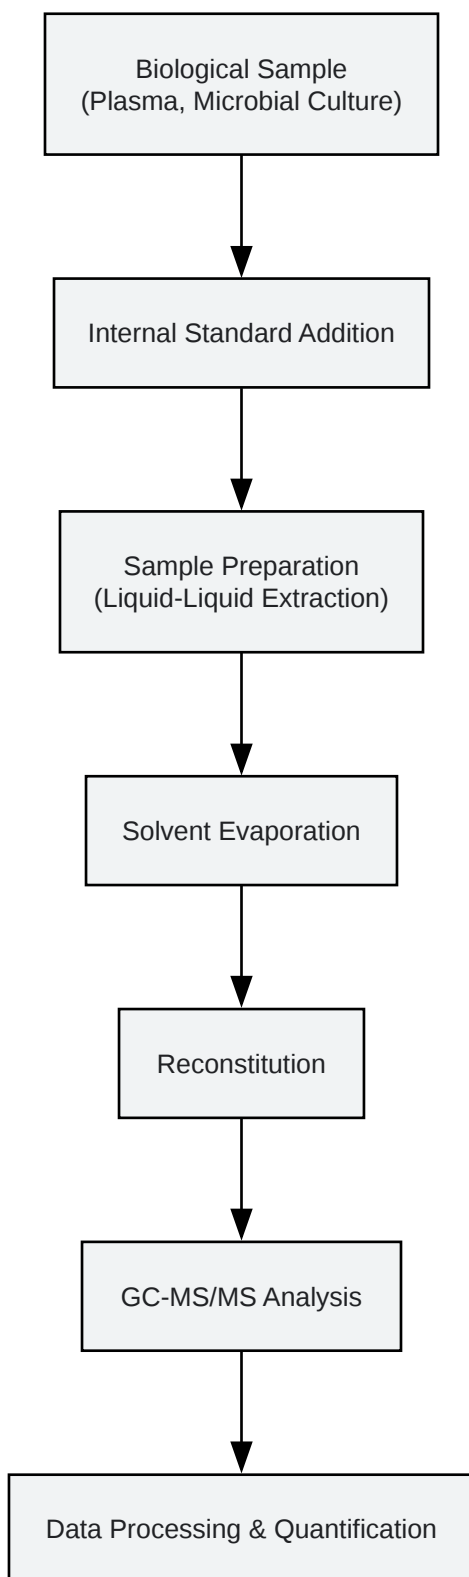 Biological Sample
(Plasma, Microbial Culture)
Internal Standard Addition
Sample Preparation
(Liquid-Liquid Extraction)
Solvent Evaporation
Reconstitution
GC-MS/MS Analysis
Data Processing & Quantification